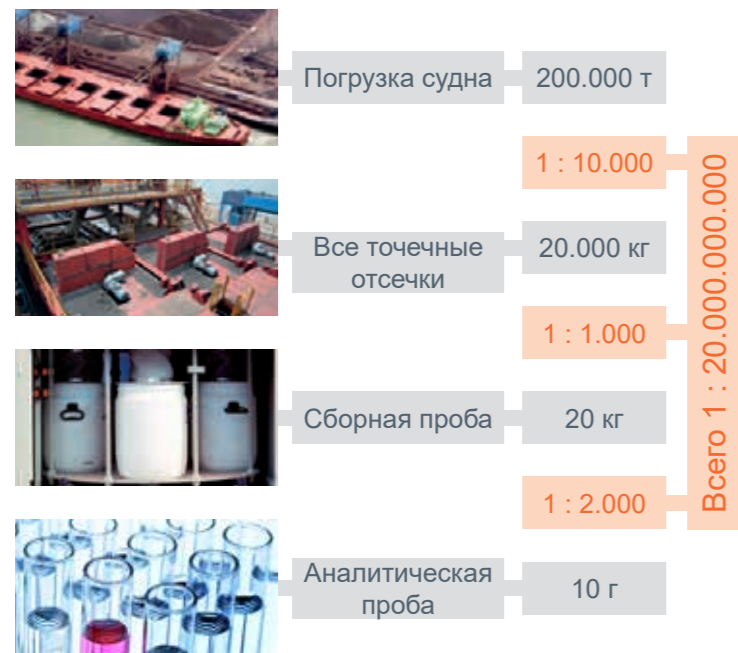 Погрузка судна
200.000 т
1 : 10.000
Все точечные
отсечки
20.000 кг
1 : 1.000
Сборная проба
20 кг
1 : 2.000
Аналитическая
проба
10 г
Всего 1 : 20.000.000.000